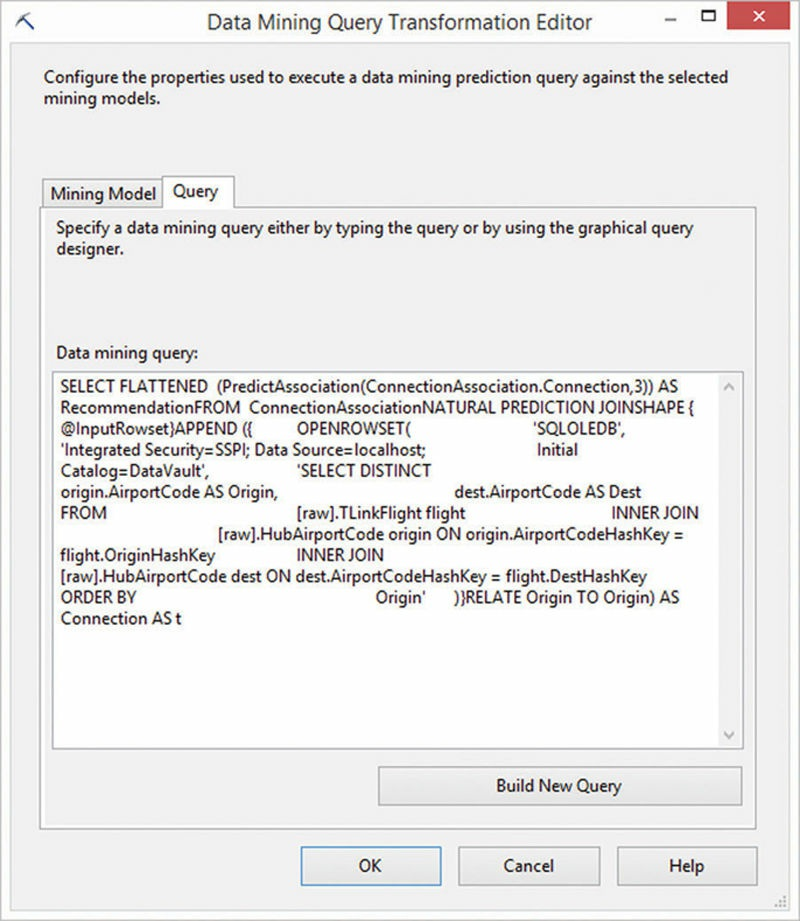 Data Mining Query Transformation Editor
Configure the properties used to execute a data mining prediction query against the selected
mining models.
Mining Model
Query
Specify a data mining query either by typing the query or by using the graphical query
designer.
Data mining query:
SELECT FLATTENED (PredictAssociation(ConnectionAssociation.Connection,3)) AS
RecommendationFROM ConnectionAssociationNATURAL PREDICTION JOINSHAPE {
@InputRowset}APPEND ({ OPENROWSET( 'SQLOLEDB',
'Integrated Security=SSPI; Data Source=localhost; Initial
Catalog=DataVault', 'SELECT DISTINCT
origin.AirportCode AS Origin, dest.AirportCode AS Dest
FROM [raw].TLinkFlight flight INNER JOIN
[raw].HubAirportCode origin ON origin.AirportCodeHashKey =
flight.OriginHashKey INNER JOIN
[raw].HubAirportCode dest ON dest.AirportCodeHashKey = flight.DestHashKey
ORDER BY Origin' )}RELATE Origin TO Origin) AS
Connection AS t
Build New Query
OK
Cancel
Help